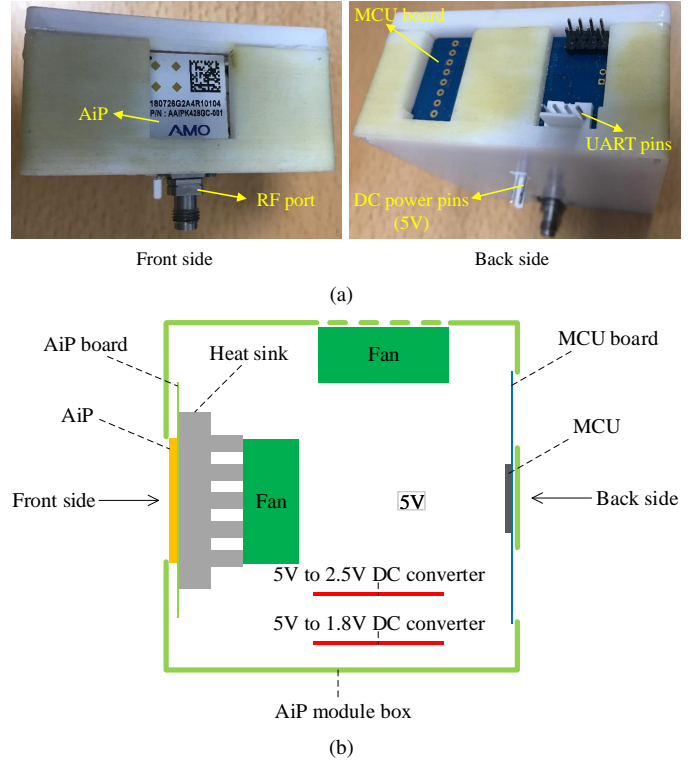 MCU board
180726G2A4R10104
P/N : AAIPK428GC-001
AiP
AMO
UART pins
RF port
DC power pins
(5V)
Front side
Back side
(a)
AiP board
Heat sink
MCU board
Fan
AiP
MCU
Front side
Fan
5V
Back side
5V to 2.5V DC converter
5V to 1.8V DC converter
AiP module box
(b)